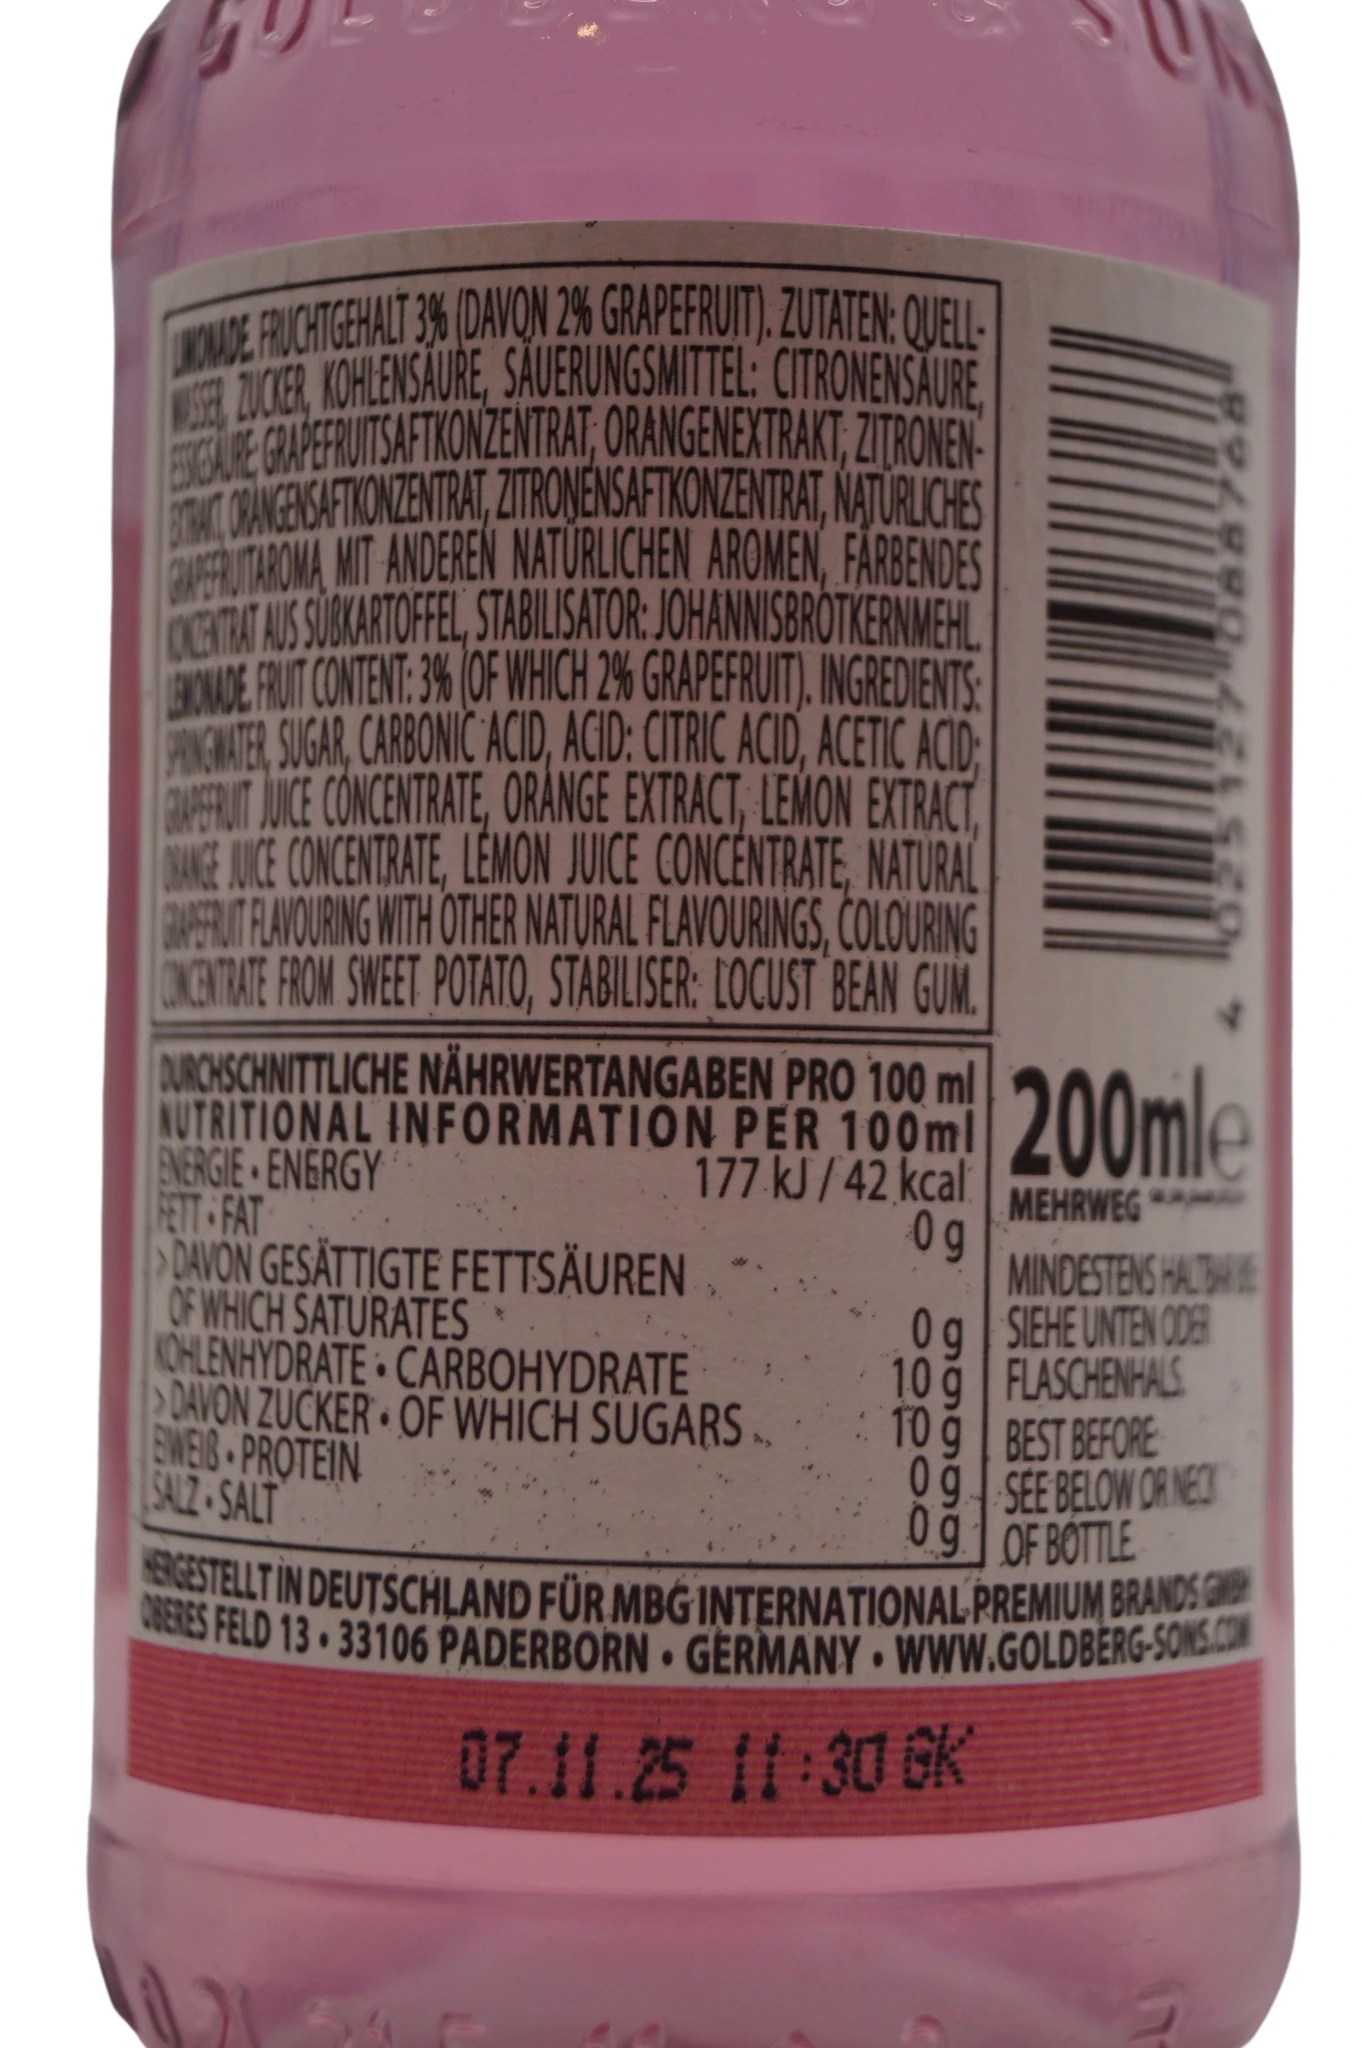 GOLDBERG & SONS
LIMONADE. FRUCHTGEHALT 3% (DAVON 2% GRAPEFRUIT). ZUTATEN: QUELL-
WASSER, ZUCKER, KOHLENSÄURE, SÄUERUNGSMITTEL: CITRONENSÄURE,
ESSIGSÄURE; GRAPEFRUITSAFTKONZENTRAT, ORANGENEXTRAKT, ZITRONEN-
EXTRAKT, ORANGENSAFTKONZENTRAT, ZITRONENSAFTKONZENTRAT, NATÜRLICHES
GRAPEFRUITAROMA MIT ANDEREN NATÜRLICHEN AROMEN, FÄRBENDES
KONZENTRAT AUS SÜßKARTOFFEL, STABILISATOR: JOHANNISBROTKERNMEHL.
LEMONADE. FRUIT CONTENT: 3% (OF WHICH 2% GRAPEFRUIT). INGREDIENTS:
SPRINGWATER, SUGAR, CARBONIC ACID, ACID: CITRIC ACID, ACETIC ACID;
GRAPEFRUIT JUICE CONCENTRATE, ORANGE EXTRACT, LEMON EXTRACT,
ORANGE JUICE CONCENTRATE, LEMON JUICE CONCENTRATE, NATURAL
GRAPEFRUIT FLAVOURING WITH OTHER NATURAL FLAVOURINGS, COLOURING
CONCENTRATE FROM SWEET POTATO, STABILISER: LOCUST BEAN GUM.
4 025127 088768
DURCHSCHNITTLICHE NÄHRWERTANGABEN PRO 100 ml
NUTRITIONAL INFORMATION PER 100ml
ENERGIE • ENERGY 177 kJ / 42 kcal
FETT • FAT 0 g
> DAVON GESÄTTIGTE FETTSÄUREN
OF WHICH SATURATES 0 g
KOHLENHYDRATE • CARBOHYDRATE 10 g
> DAVON ZUCKER • OF WHICH SUGARS 10 g
EIWEIß • PROTEIN 0 g
SALZ • SALT 0 g
200ml e
MEHRWEG
MINDESTENS HALTBAR BIS:
SIEHE UNTEN ODER
FLASCHENHALS.
BEST BEFORE:
SEE BELOW OR NECK
OF BOTTLE.
HERGESTELLT IN DEUTSCHLAND FÜR MBG INTERNATIONAL PREMIUM BRANDS GMBH
OBERES FELD 13 • 33106 PADERBORN • GERMANY • WWW.GOLDBERG-SONS.COM
07.11.25 11:30 GK